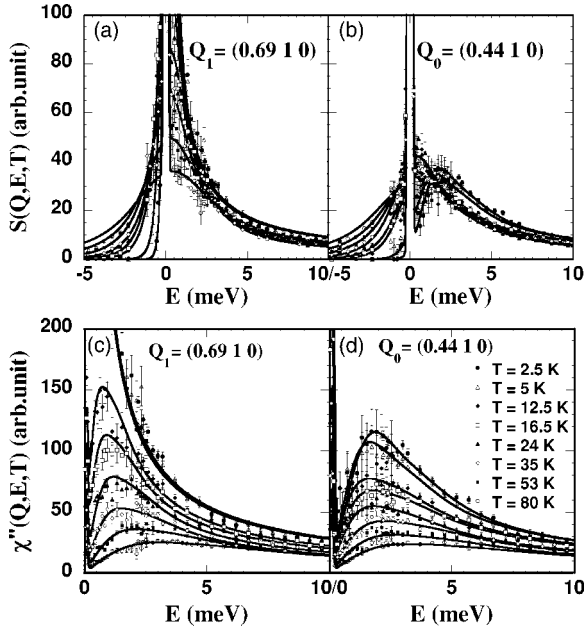 (a) Q1 = (0.69 1 0)
(b) Q0 = (0.44 1 0)
S(Q,E,T) (arb.unit)
100
80
60
40
20
0
-5 0 5 10/-5 0 5 10
E (meV) E (meV)
(c) Q1 = (0.69 1 0)
(d) Q0 = (0.44 1 0)
χ"(Q,E,T) (arb.unit)
200
150
100
50
0
T = 2.5 K
T = 5 K
T = 12.5 K
T = 16.5 K
T = 24 K
T = 35 K
T = 53 K
T = 80 K
0 5 10/0 5 10
E (meV) E (meV)